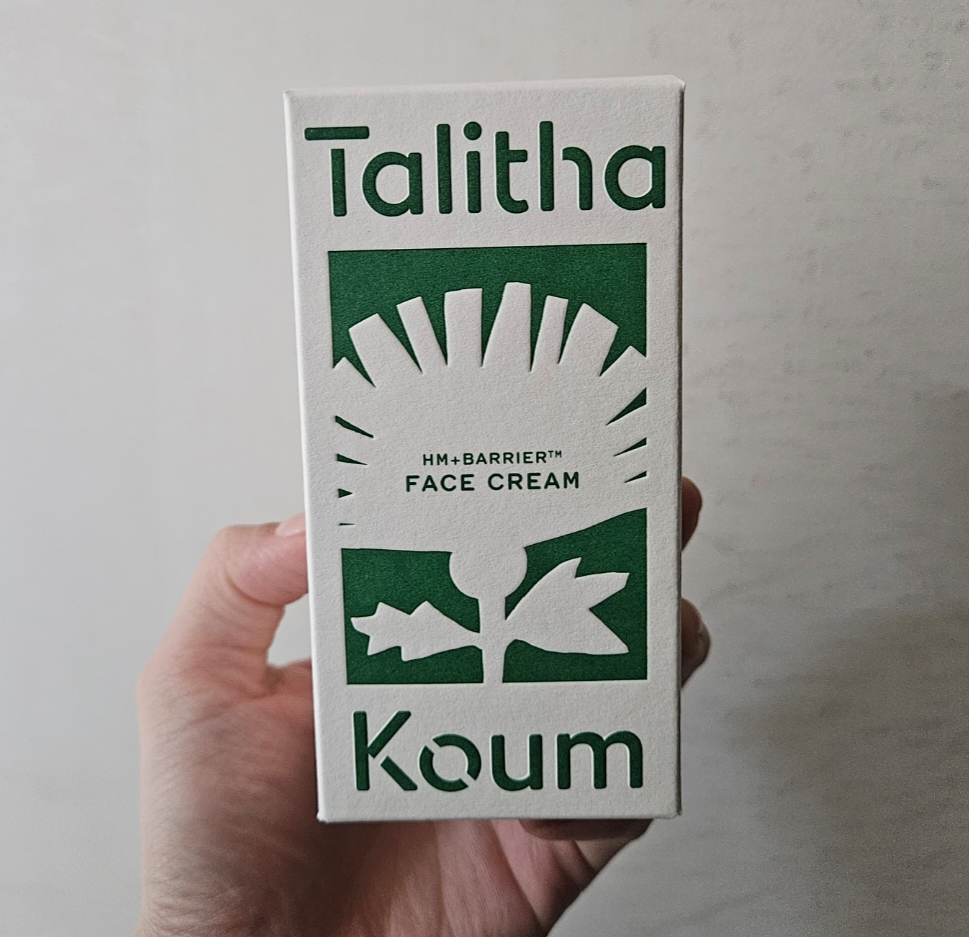 Talitha
HM+BARRIER™
FACE CREAM
Koum